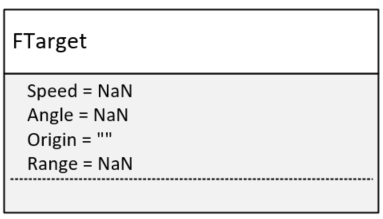 FTarget
Speed = NaN
Angle = NaN
Origin = ""
Range = NaN